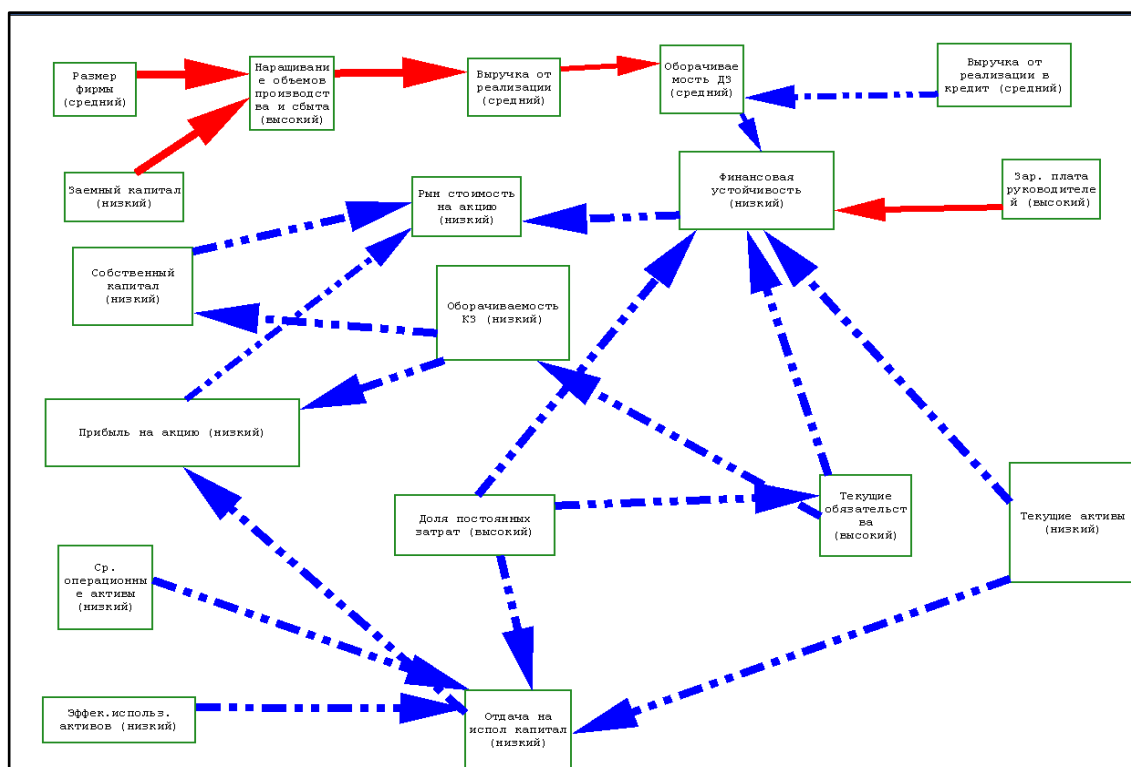 Размер
фирмы
(средний)
Наращивани
е объемов
производст
ва и сбыта
(высокий)
Выручка от
реализации
(средний)
Оборачивае
мость ДЗ
(средний)
Выручка от
реализации в
кредит (средний)
Заемный капитал
(низкий)
Рын стоимость
на акцию
(низкий)
Финансовая
устойчивость
(низкий)
Зар. плата
руководителе
й (высокий)
Собственный
капитал
(низкий)
Оборачиваемость
КЗ (низкий)
Прибыль на акцию (низкий)
Доля постоянных
затрат (высокий)
Текущие
обязательст
ва
(высокий)
Текущие активы
(низкий)
Ср.
операционны
е активы
(низкий)
Эффек.использ.
активов (низкий)
Отдача на
испол капитал
(низкий)